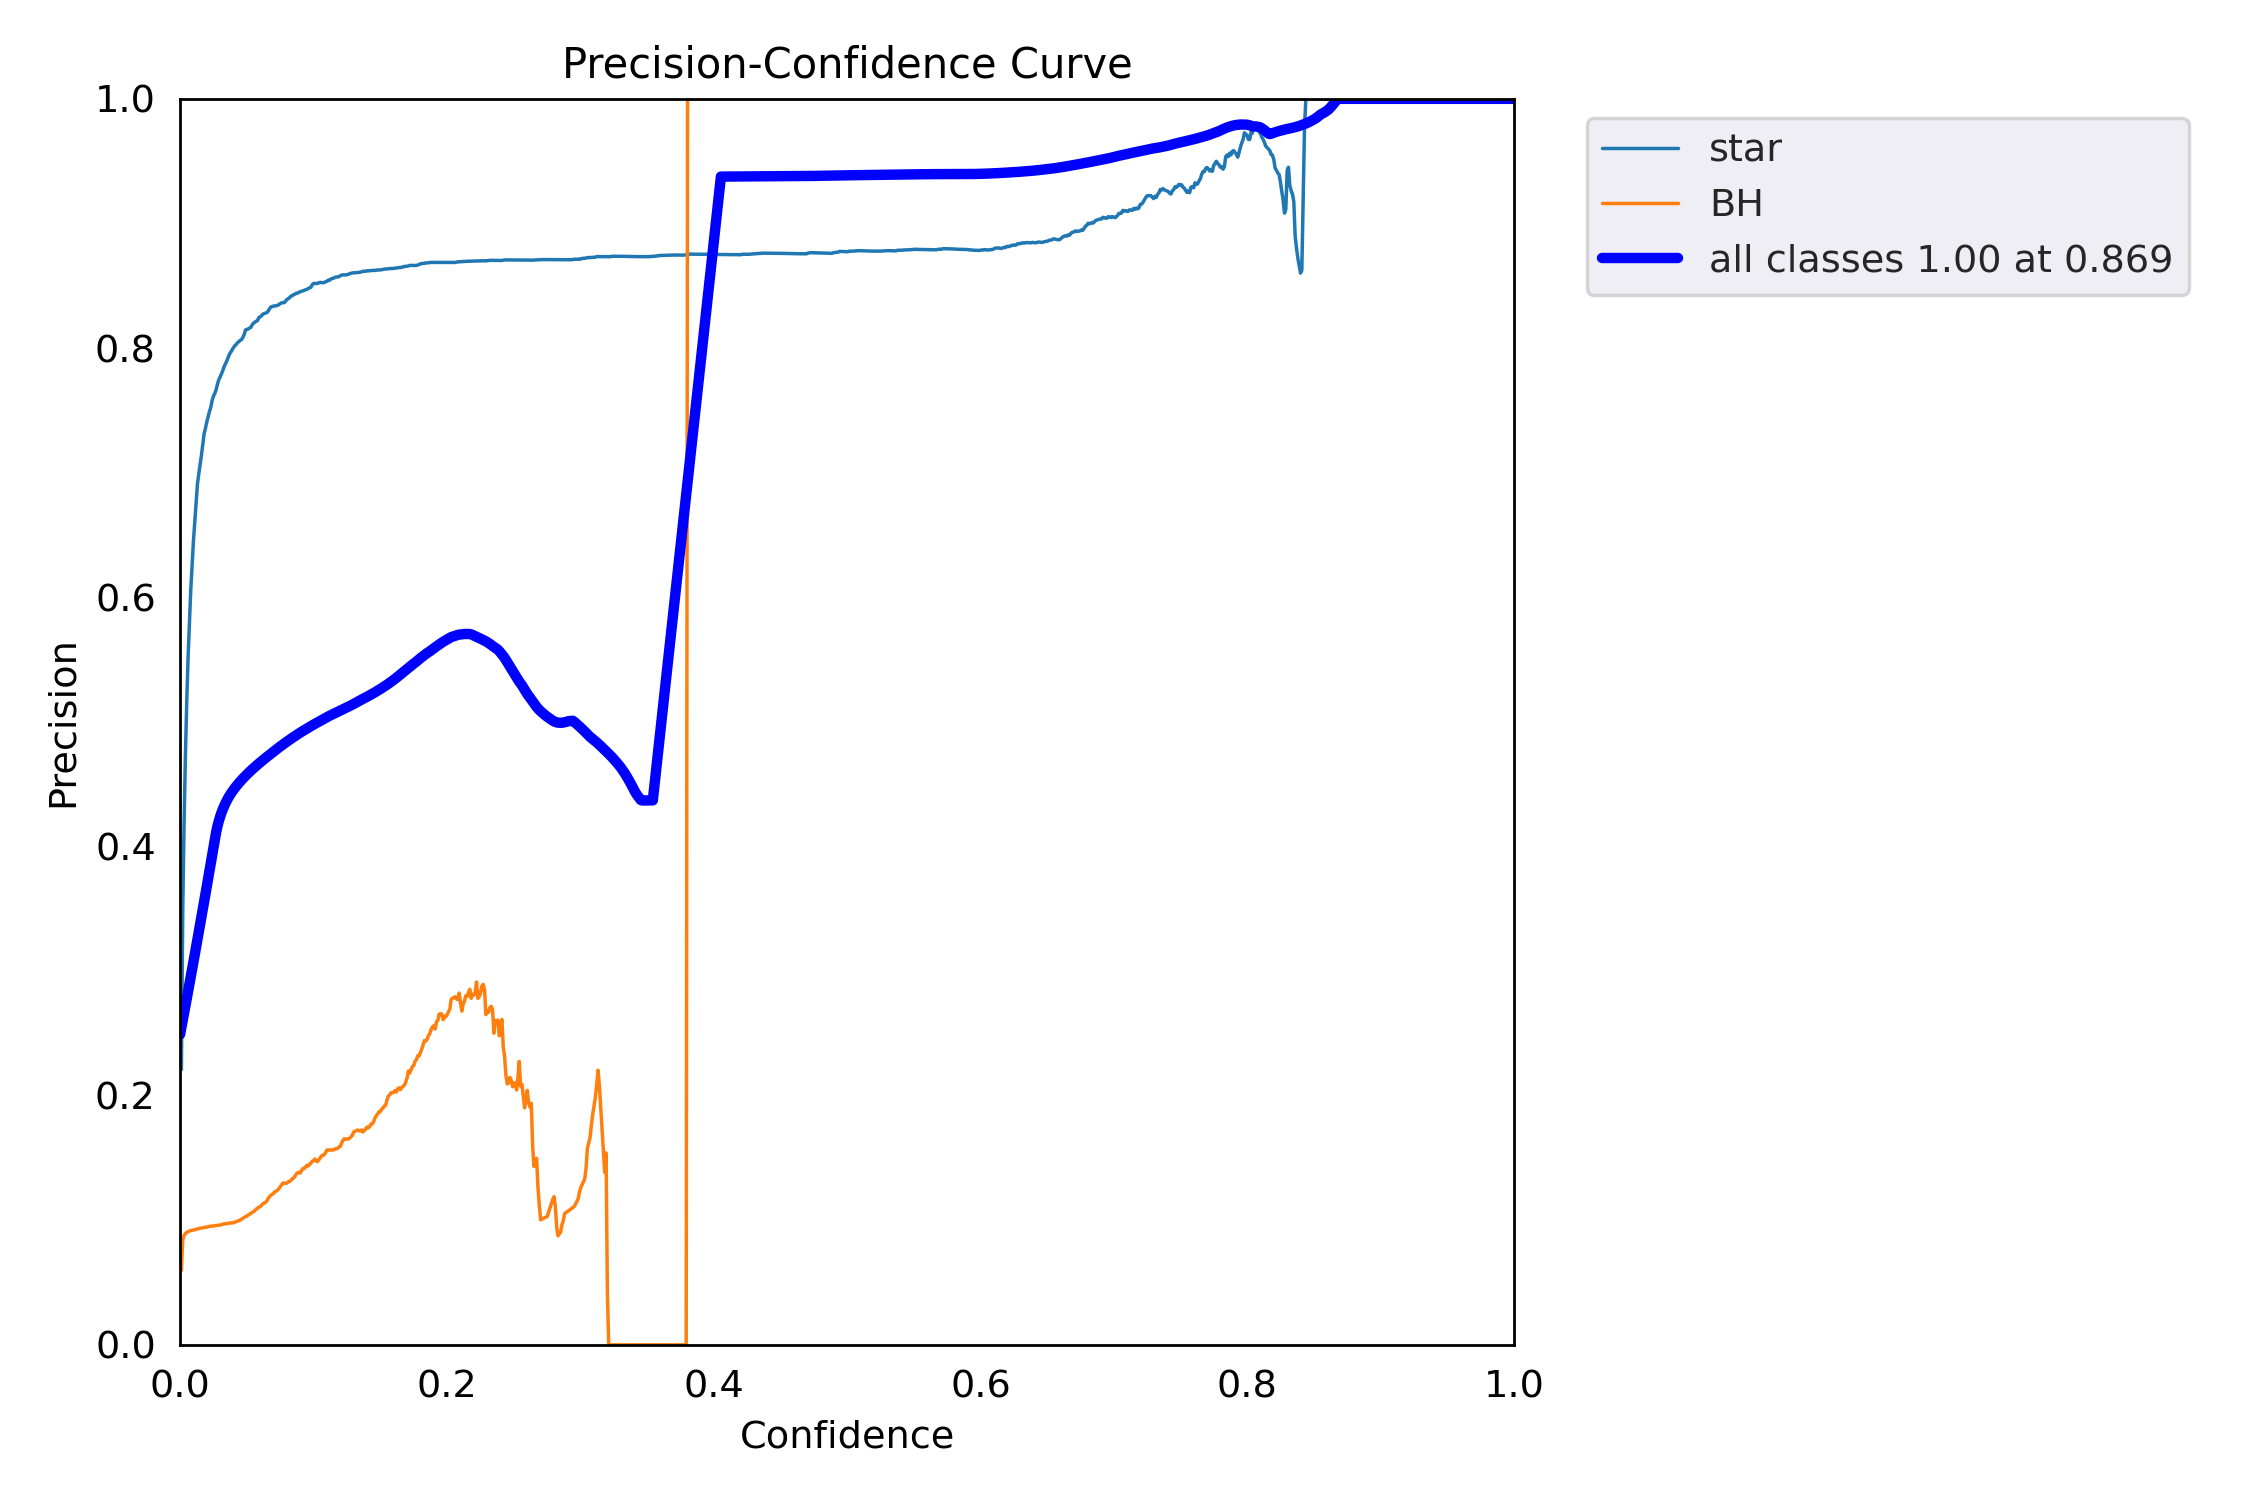 Precision-Confidence Curve
1.0
0.8
0.6
0.4
0.2
0.0
Precision
0.0 0.2 0.4 0.6 0.8 1.0
Confidence
star
BH
all classes 1.00 at 0.869